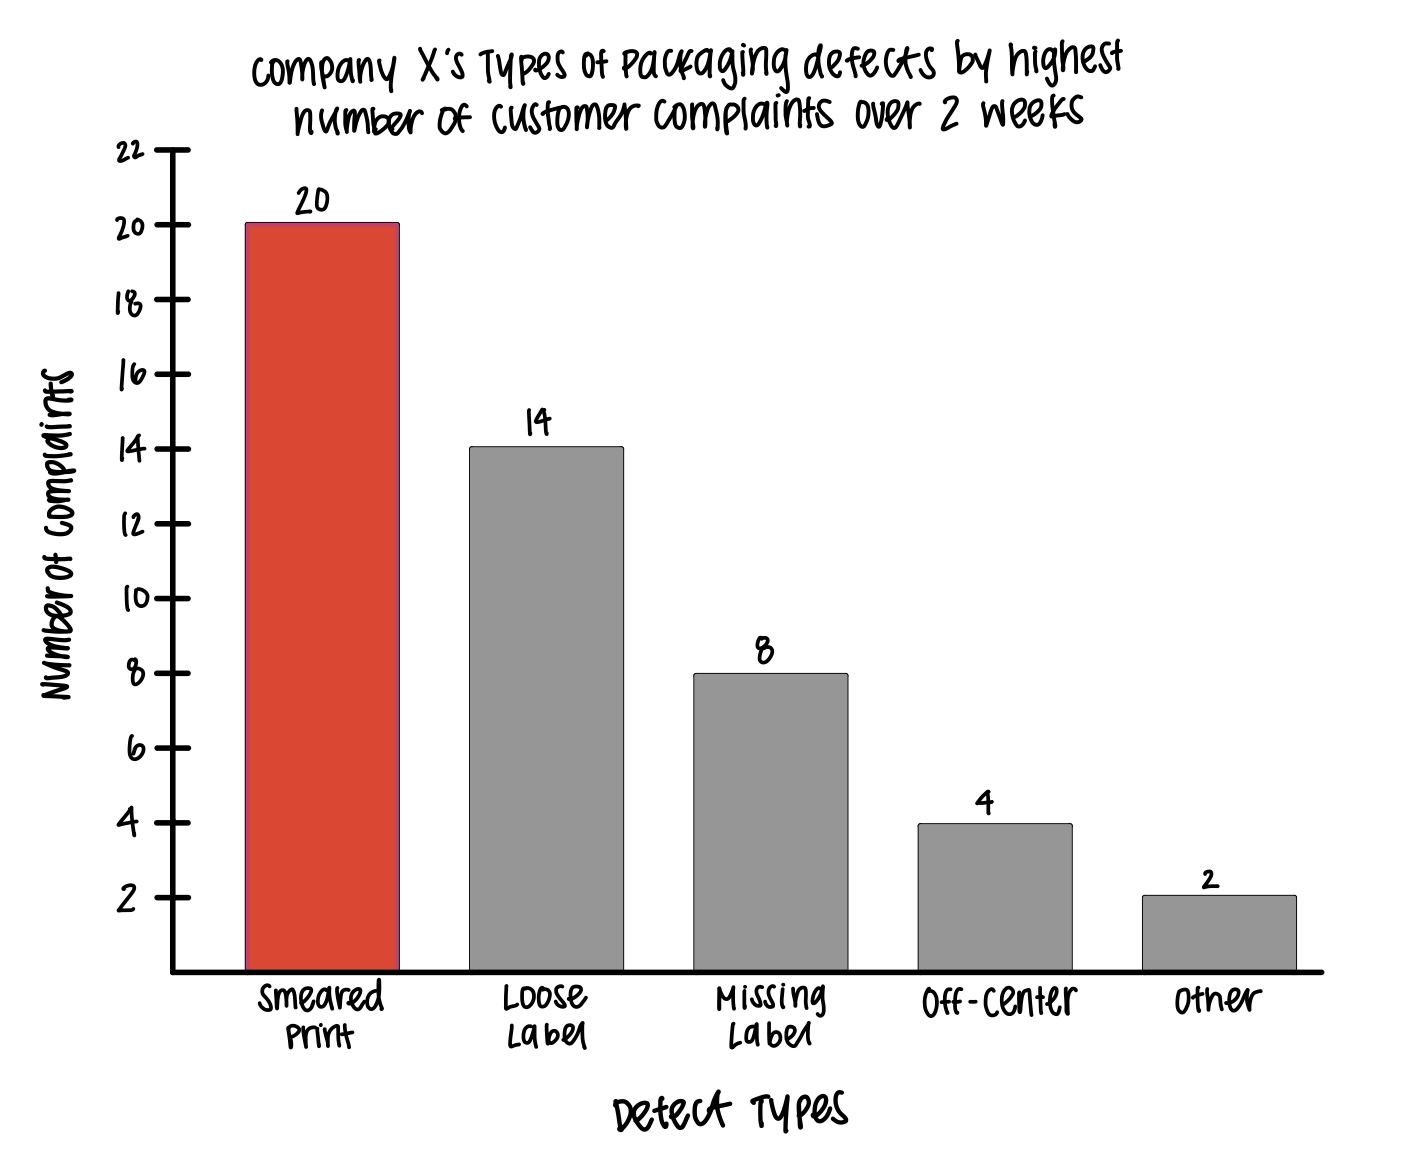 Company X's Types of Packaging defects by highest
number of customer complaints over 2 weeks
22
20
18
16
14
12
10
8
6
4
2
Number of Complaints
20
14
8
4
2
Smeared
Print
Loose
Label
Missing
Label
Off-Center
Other
Defect Types